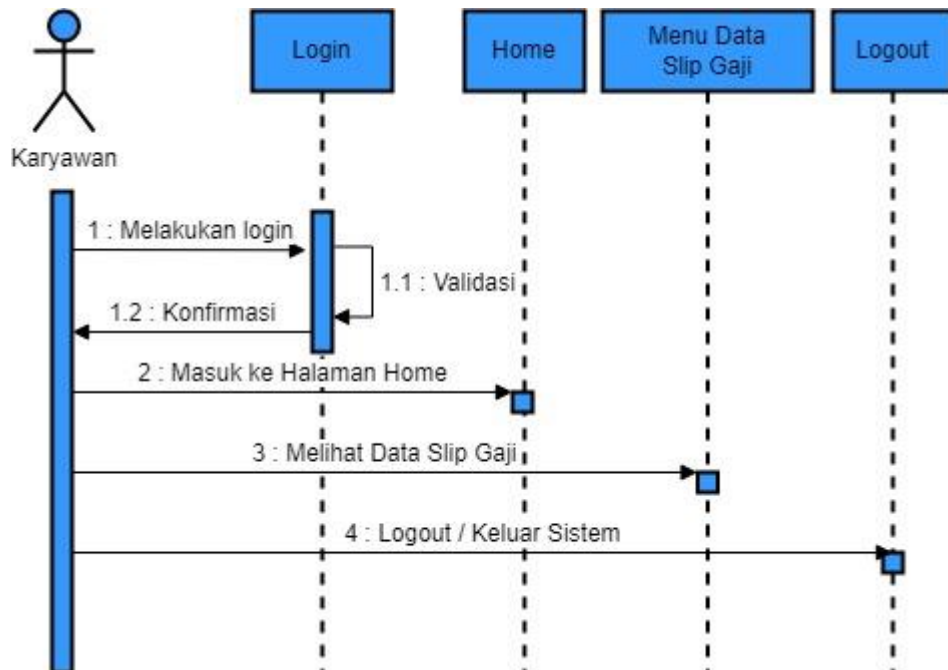 Login
Home
Menu Data
Slip Gaji
Logout
Karyawan
1 : Melakukan login
1.1 : Validasi
1.2 : Konfirmasi
2 : Masuk ke Halaman Home
3 : Melihat Data Slip Gaji
4 : Logout / Keluar Sistem